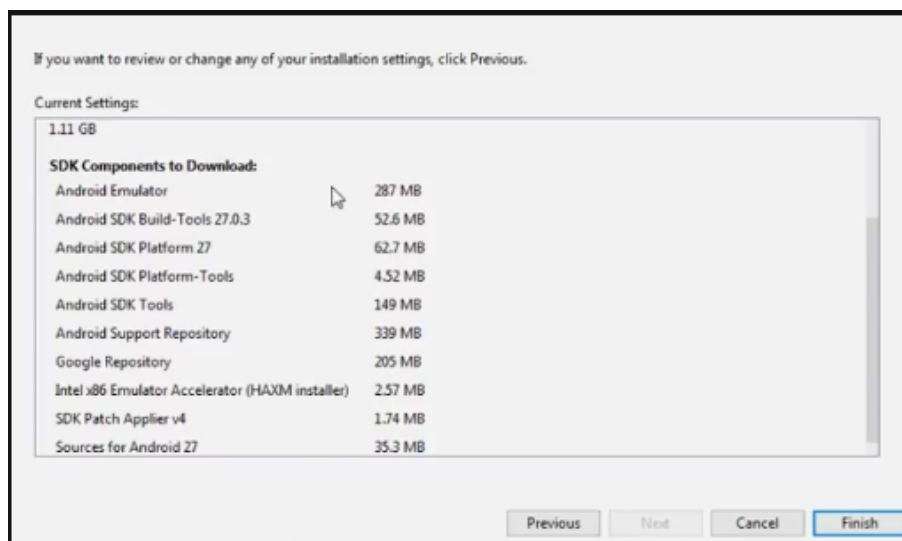 If you want to review or change any of your installation settings, click Previous.
Current Settings:
1.11 GB
SDK Components to Download:
Android Emulator 287 MB
Android SDK Build-Tools 27.0.3 52.6 MB
Android SDK Platform 27 62.7 MB
Android SDK Platform-Tools 4.52 MB
Android SDK Tools 149 MB
Android Support Repository 339 MB
Google Repository 205 MB
Intel x86 Emulator Accelerator (HAXM installer) 2.57 MB
SDK Patch Applier v4 1.74 MB
Sources for Android 27 35.3 MB
Previous Next Cancel Finish